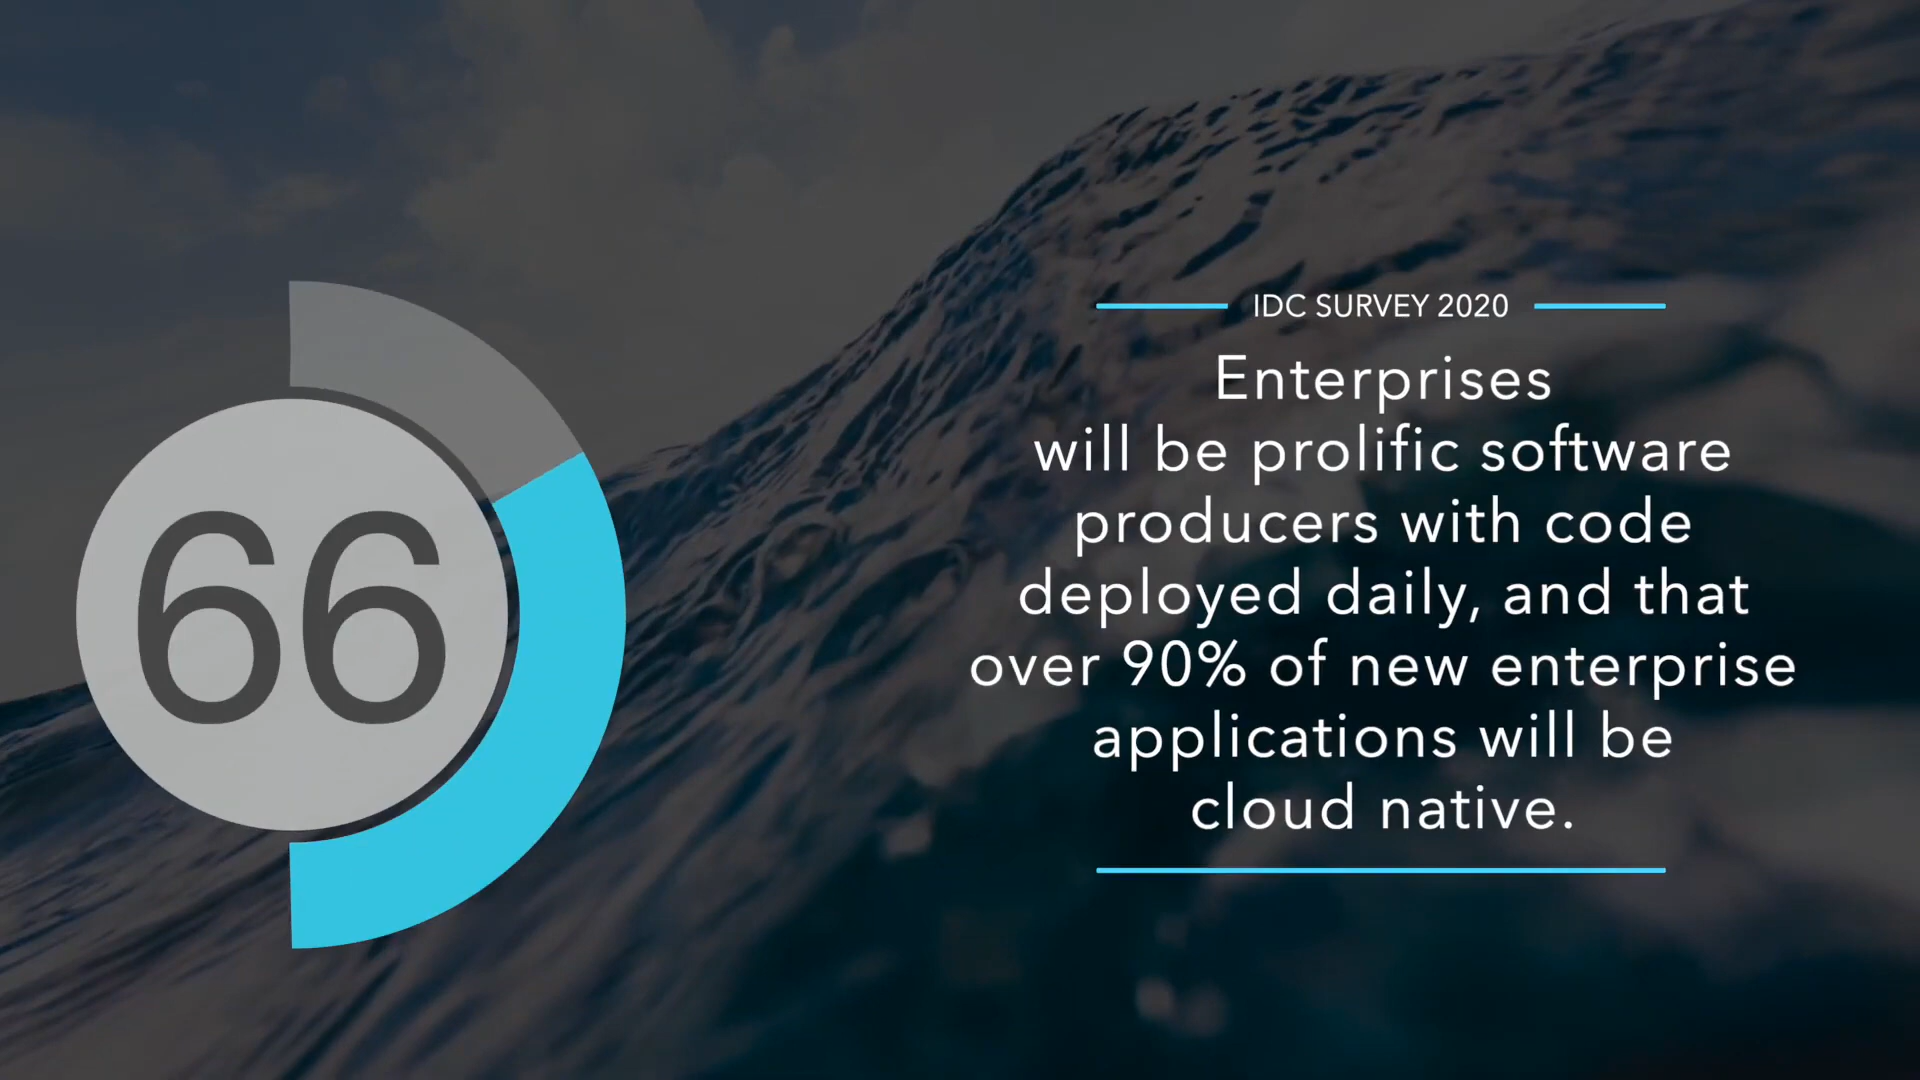 66
IDC SURVEY 2020
Enterprises
will be prolific software
producers with code
deployed daily, and that
over 90% of new enterprise
applications will be
cloud native.